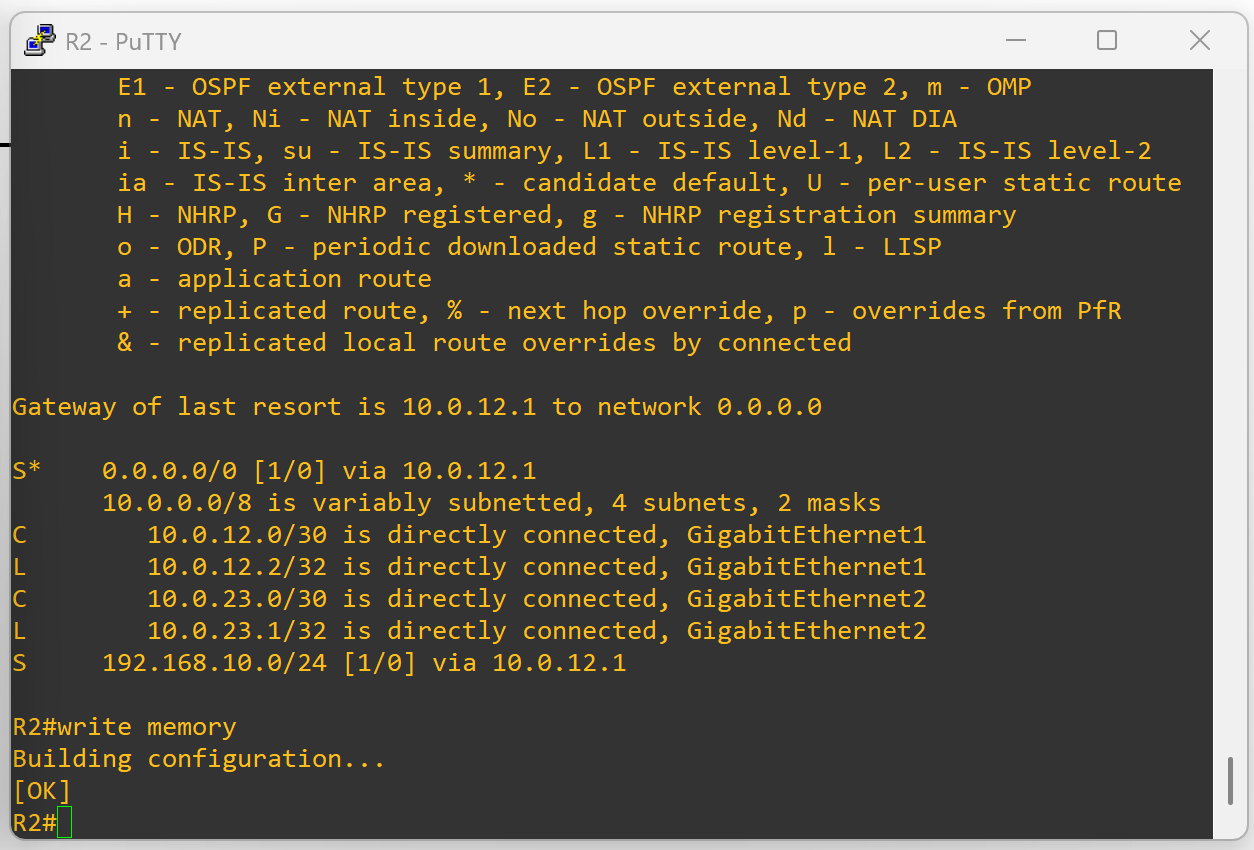 R2 - PuTTY
E1 - OSPF external type 1, E2 - OSPF external type 2, m - OMP
n - NAT, Ni - NAT inside, No - NAT outside, Nd - NAT DIA
i - IS-IS, su - IS-IS summary, L1 - IS-IS level-1, L2 - IS-IS level-2
ia - IS-IS inter area, * - candidate default, U - per-user static route
H - NHRP, G - NHRP registered, g - NHRP registration summary
o - ODR, P - periodic downloaded static route, l - LISP
a - application route
+ - replicated route, % - next hop override, p - overrides from PfR
& - replicated local route overrides by connected
Gateway of last resort is 10.0.12.1 to network 0.0.0.0
S*    0.0.0.0/0 [1/0] via 10.0.12.1
10.0.0.0/8 is variably subnetted, 4 subnets, 2 masks
C        10.0.12.0/30 is directly connected, GigabitEthernet1
L        10.0.12.2/32 is directly connected, GigabitEthernet1
C        10.0.23.0/30 is directly connected, GigabitEthernet2
L        10.0.23.1/32 is directly connected, GigabitEthernet2
S     192.168.10.0/24 [1/0] via 10.0.12.1
R2#write memory
Building configuration...
[OK]
R2#